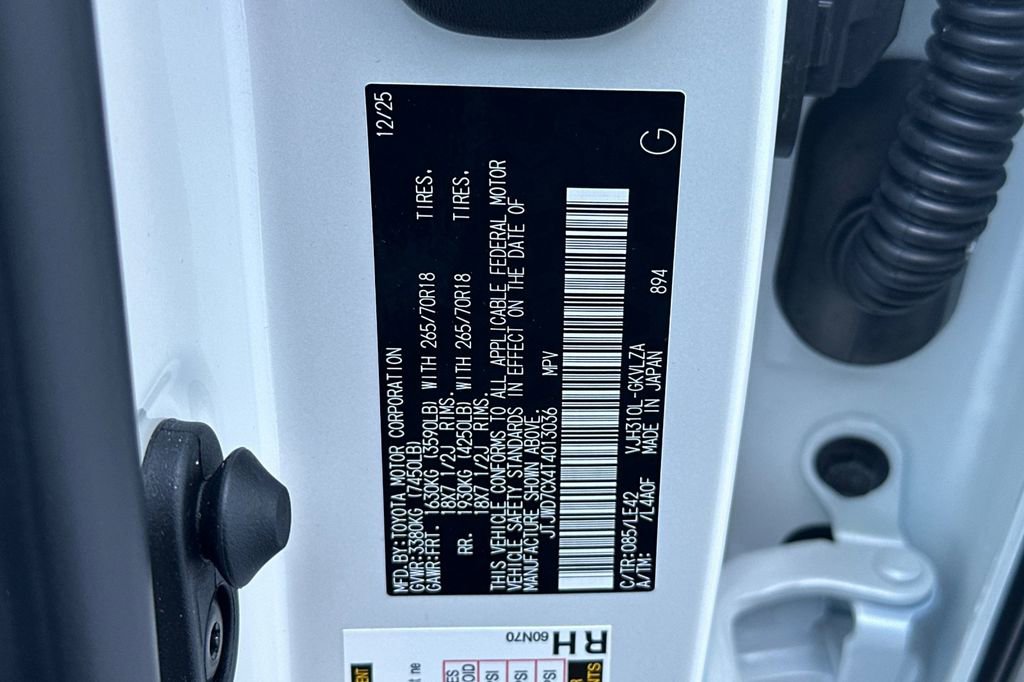 12/25
MFD.BY:TOYOTA MOTOR CORPORATION
GVWR:3380KG (7450LB)
GAWR:FRT. 1630KG (3590LB) WITH 265/70R18 TIRES,
18X7 1/2J RIMS.
RR. 1930KG (4250LB) WITH 265/70R18 TIRES,
18X7 1/2J RIMS.
THIS VEHICLE CONFORMS TO ALL APPLICABLE FEDERAL MOTOR
VEHICLE SAFETY STANDARDS IN EFFECT ON THE DATE OF
MANUFACTURE SHOWN ABOVE.
JTJWD7CX4T4013036 MPV
G
C/TR:085/LE42 VJH310L-GKVLZA 894
A/TM: /L4A0F MADE IN JAPAN
RH
60N70